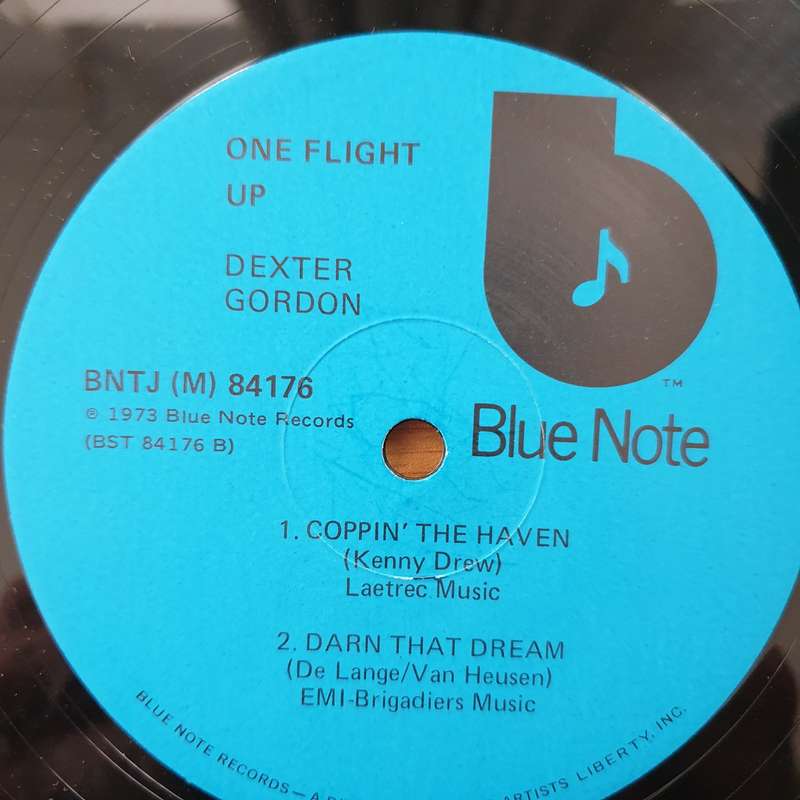 ONE FLIGHT
UP
DEXTER
GORDON
BNTJ (M) 84176
℗ 1973 Blue Note Records
(BST 84176 B)
TM
Blue Note
1. COPPIN' THE HAVEN
(Kenny Drew)
Laetrec Music
2. DARN THAT DREAM
(De Lange/Van Heusen)
EMI-Brigadiers Music
BLUE NOTE RECORDS — A ARTISTS LIBERTY, INC.